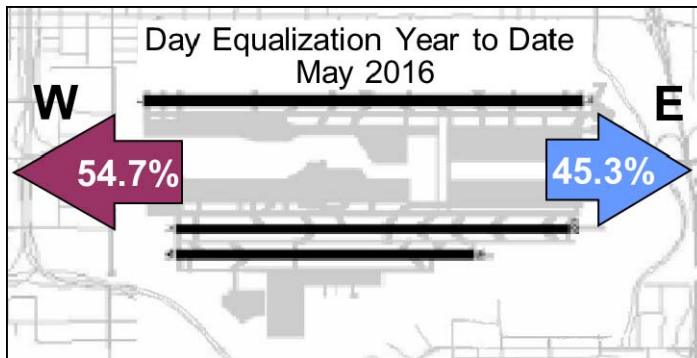 Day Equalization Year to Date
May 2016
W
E
54.7%
45.3%